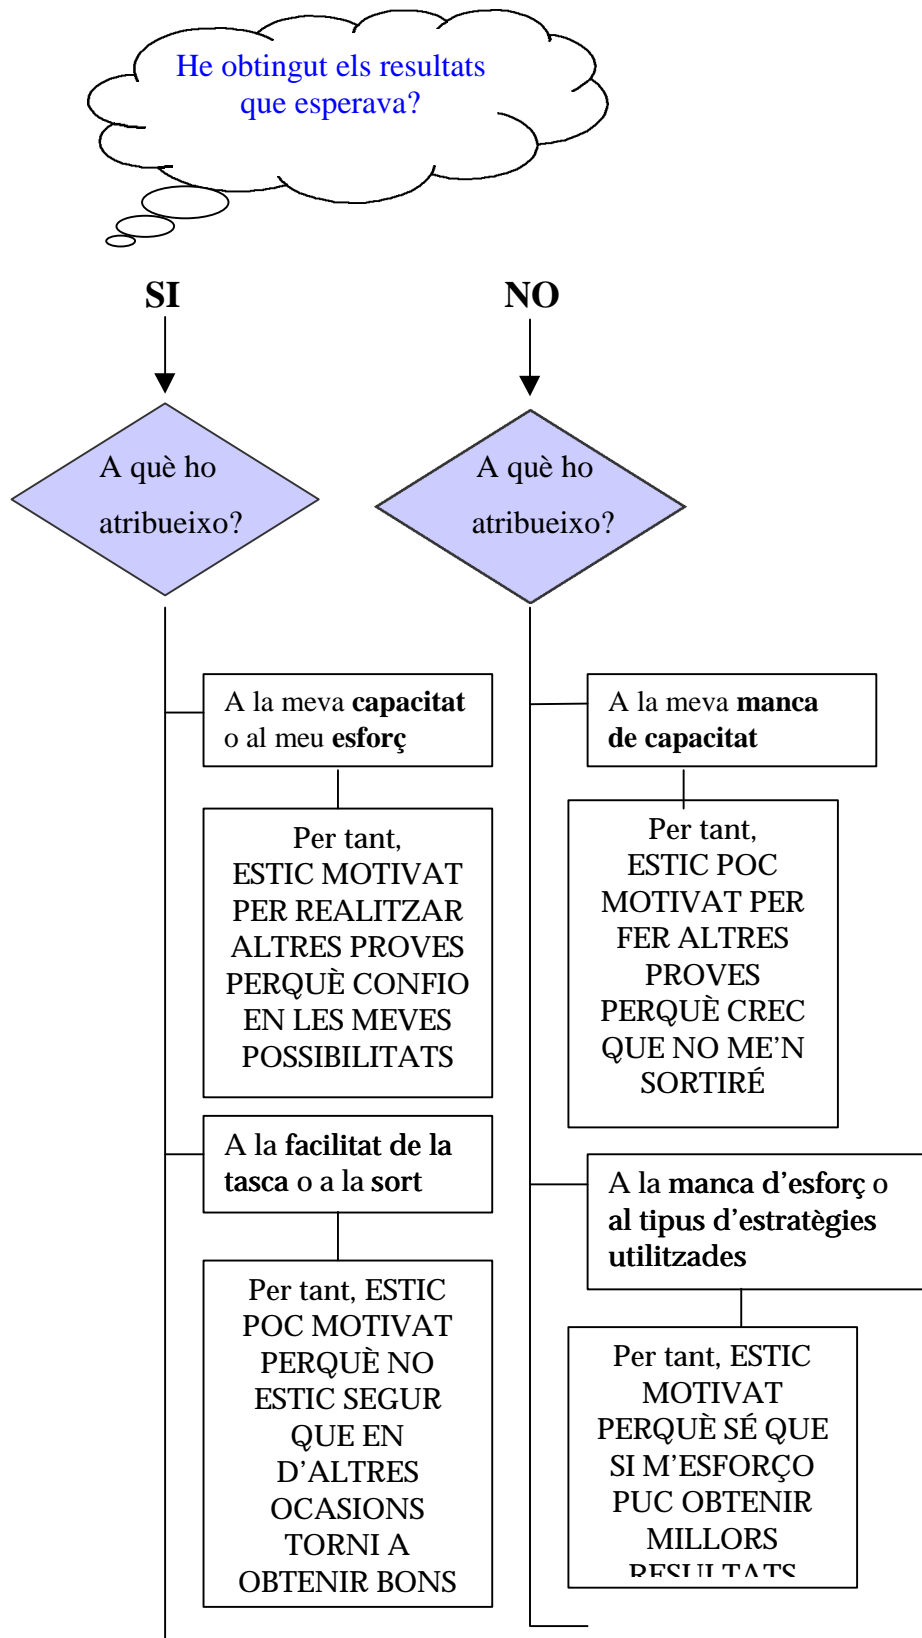 He obtingut els resultats
que esperava?
SI
NO
A què ho
atribueixo?
A què ho
atribueixo?
A la meva capacitat
o al meu esforç
Per tant,
ESTIC MOTIVAT
PER REALITZAR
ALTRES PROVES
PERQUÈ CONFIO
EN LES MEVES
POSSIBILITATS
A la facilitat de la
tasca o a la sort
Per tant, ESTIC
POC MOTIVAT
PERQUÈ NO
ESTIC SEGUR
QUE EN
D’ALTRES
OCASIONS
TORNI A
OBTENIR BONS
A la meva manca
de capacitat
Per tant,
ESTIC POC
MOTIVAT PER
FER ALTRES
PROVES
PERQUÈ CREC
QUE NO ME’N
SORTIRÉ
A la manca d’esforç o
al tipus d’estratègies
utilitzades
Per tant, ESTIC
MOTIVAT
PERQUÈ SÉ QUE
SI M’ESFORÇO
PUC OBTENIR
MILLORS
RESULTATS